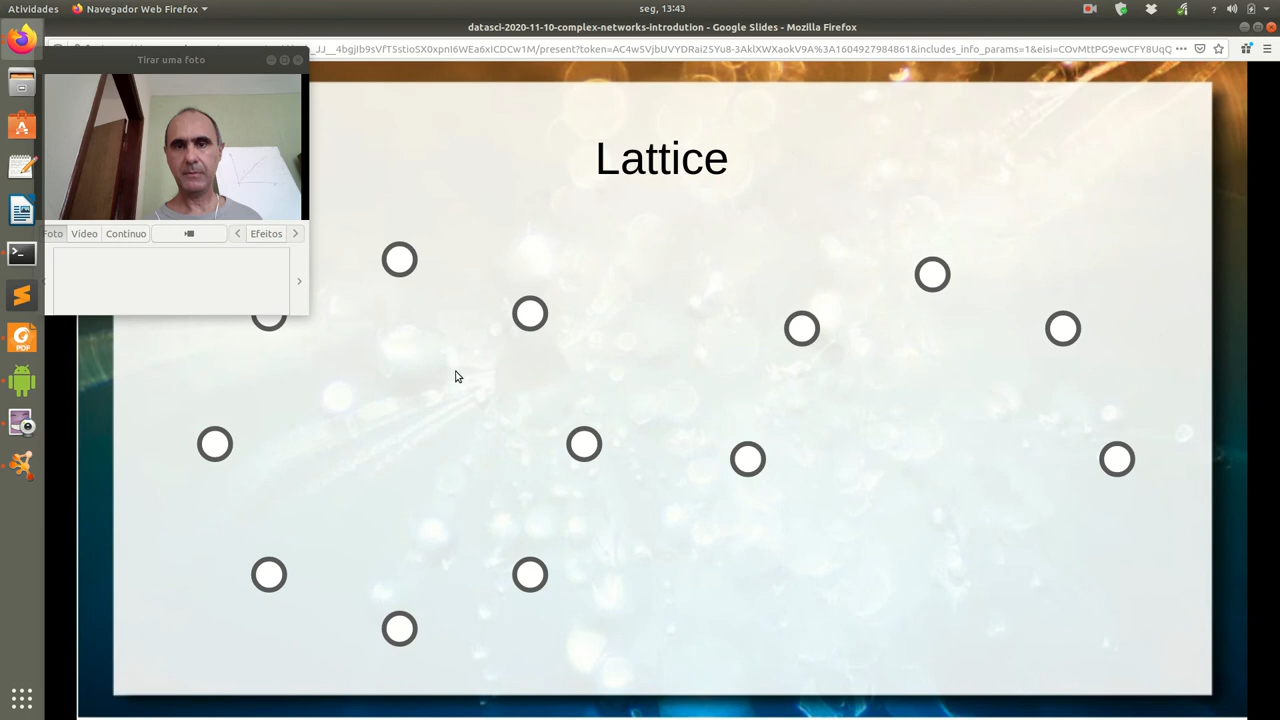 Atividades
Navegador Web Firefox
seg, 13:43
datasci-2020-11-10-complex-networks-introdution - Google Slides - Mozilla Firefox
Tirar uma foto
Foto
Vídeo
Contínuo
Efeitos
Lattice
PDF